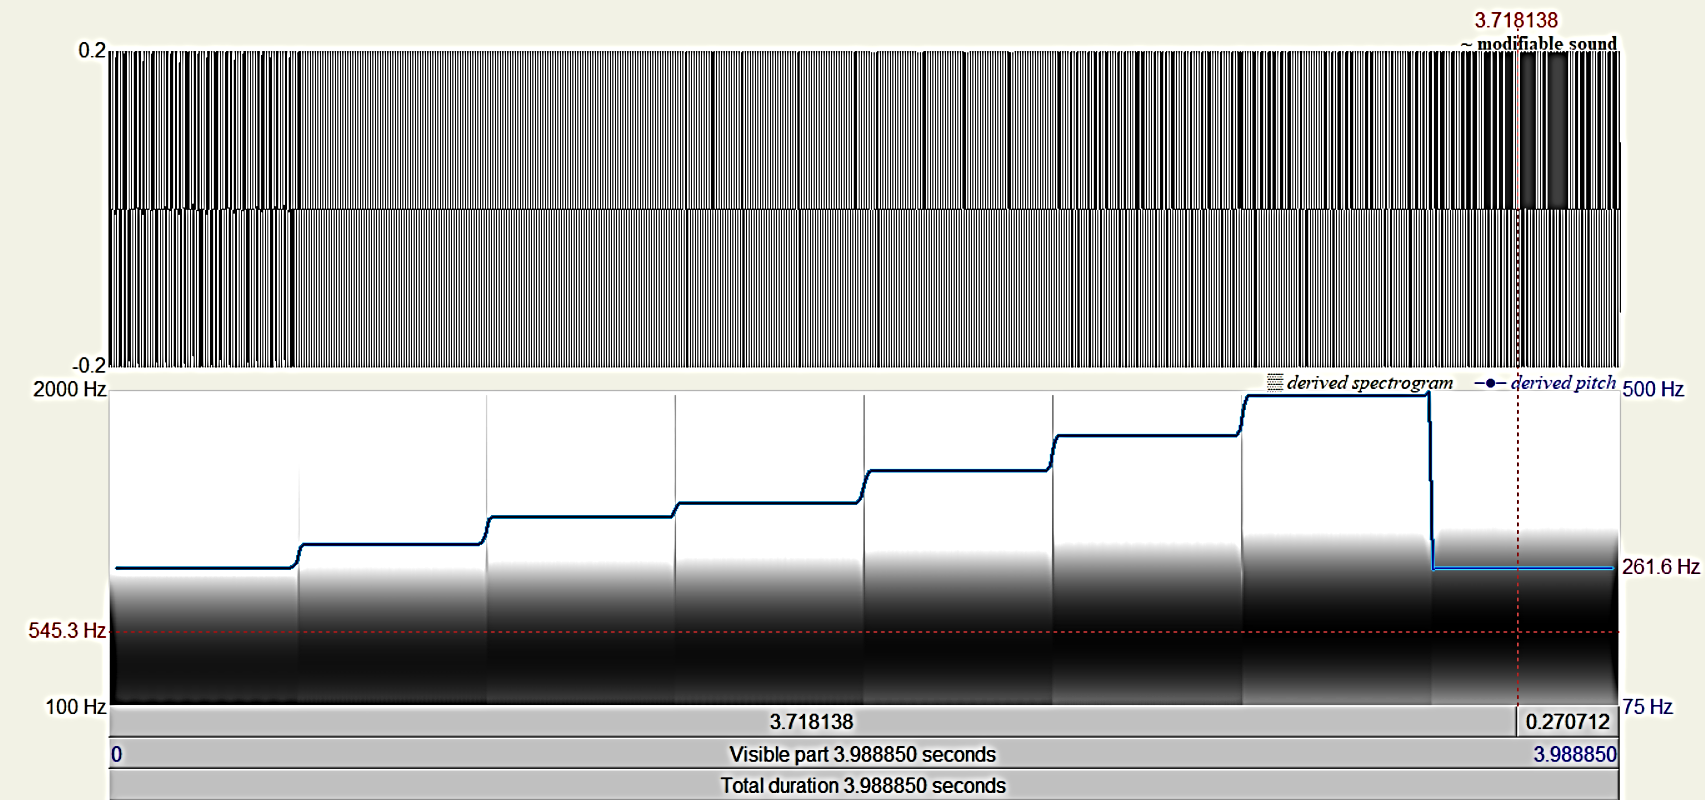 3.718138
~ modifiable sound
0.2
-0.2
2000 Hz
derived spectrogram
derived pitch
500 Hz
261.6 Hz
545.3 Hz
100 Hz
75 Hz
3.718138
0.270712
0
Visible part 3.988850 seconds
3.988850
Total duration 3.988850 seconds